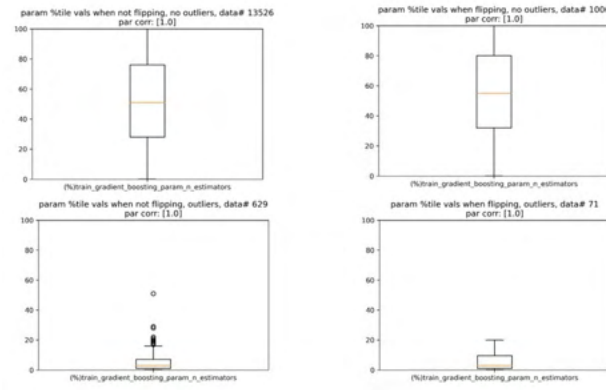 param %tile vals when not flipping, no outliers, data# 13526
par corr: [1.0]
100
80
60
40
20
0
(%)train_gradient_boosting_param_n_estimators
param %tile vals when flipping, no outliers, data#
par corr: [1.0]
100
80
60
40
20
0
(%)train_gradient_boosting_param_n_estimators
param %tile vals when not flipping, outliers, data# 629
par corr: [1.0]
100
80
60
40
20
0
(%)train_gradient_boosting_param_n_estimators
param %tile vals when flipping, outliers, data# 71
par corr: [1.0]
100
80
60
40
20
0
(%)train_gradient_boosting_param_n_estimators